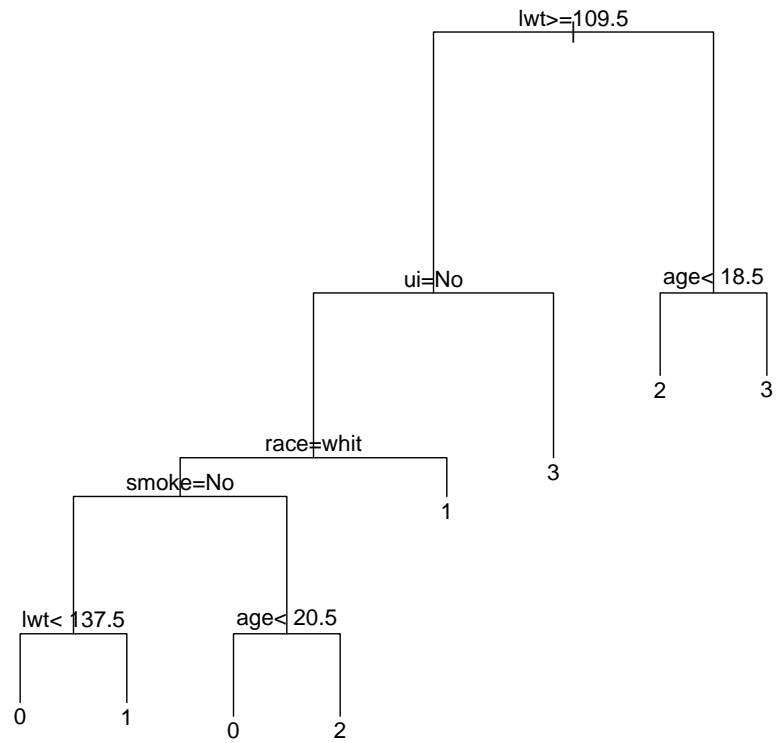 lwt>=109.5
ui=No
age< 18.5
2
3
race=whit
3
smoke=No
1
lwt< 137.5
age< 20.5
0
1
0
2